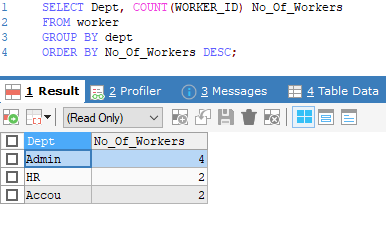 1 SELECT Dept, COUNT(WORKER_ID) No_Of_Workers
2 FROM worker
3 GROUP BY dept
4 ORDER BY No_Of_Workers DESC;
1 Result 2 Profiler 3 Messages 4 Table Data
(Read Only)
Dept No_Of_Workers
Admin 4
HR 2
Accou 2